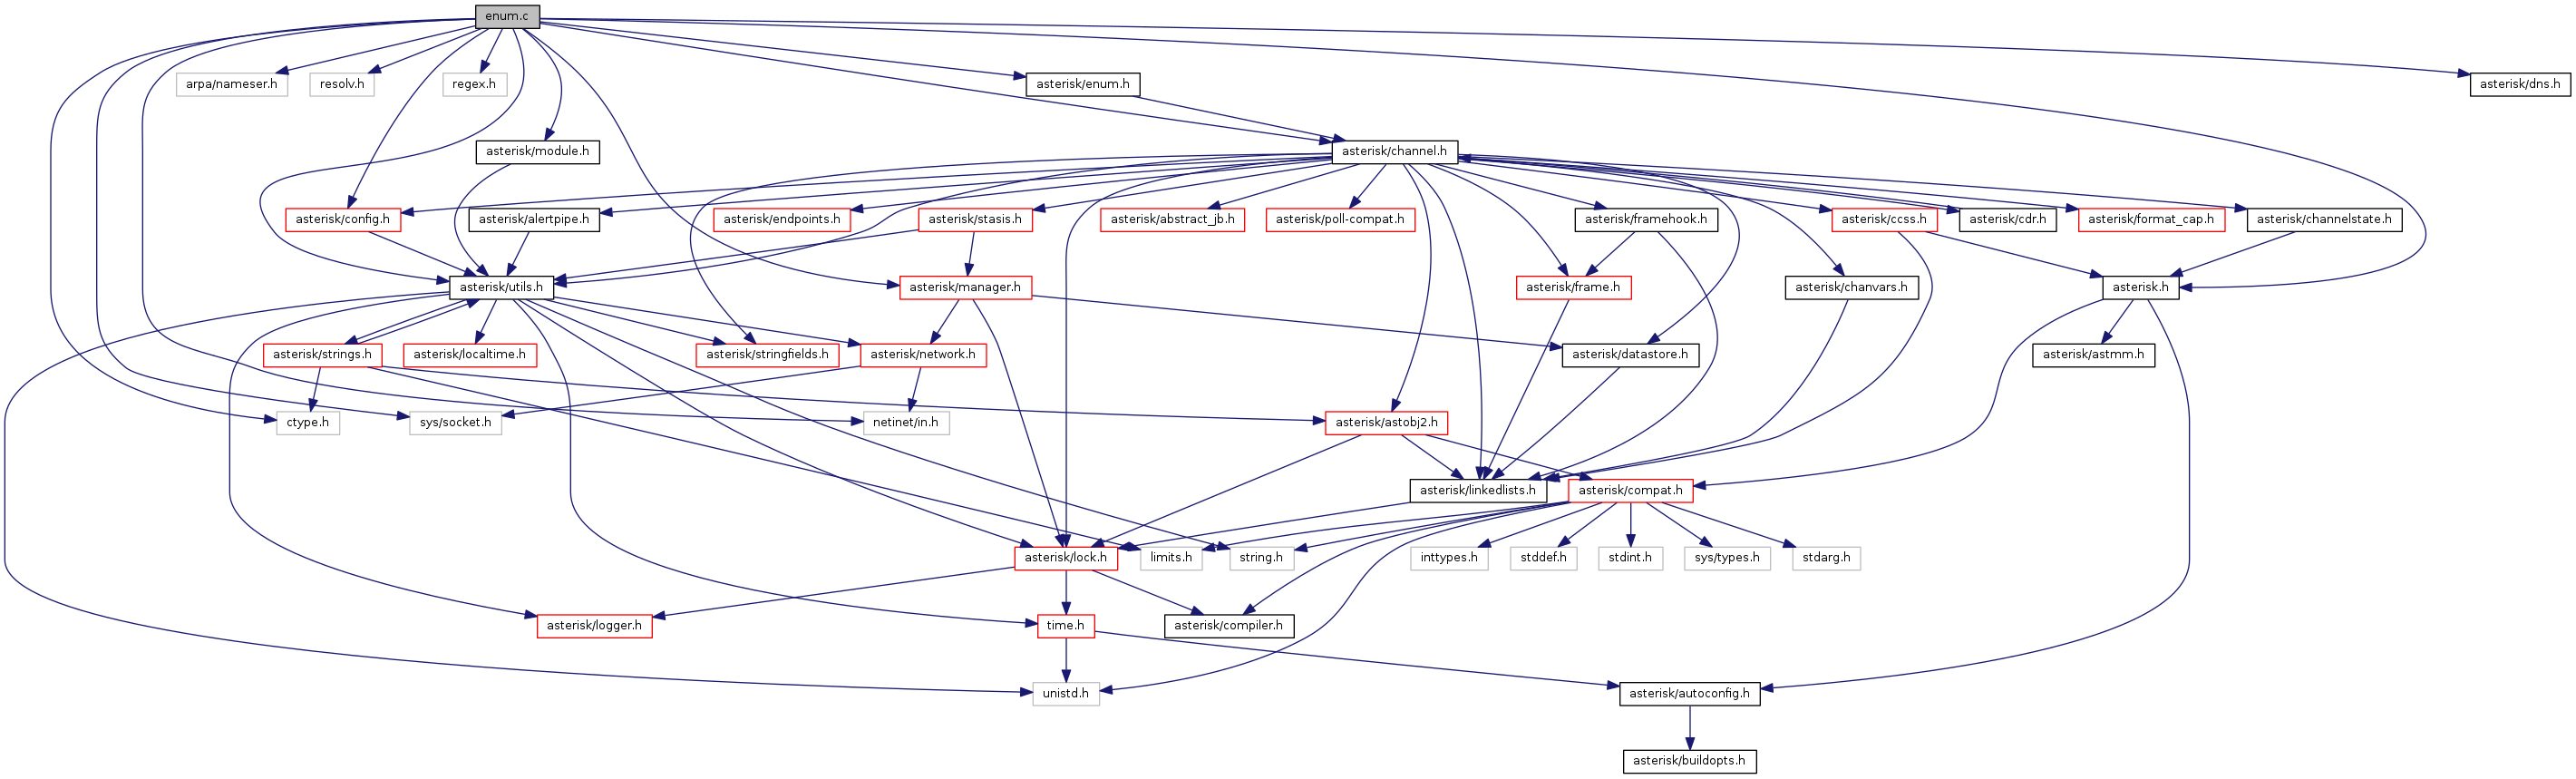 enum.c
arpa/nameser.h
resolv.h
regex.h
asterisk/enum.h
asterisk/dns.h
asterisk/module.h
asterisk/channel.h
asterisk/config.h
asterisk/alertpipe.h
asterisk/endpoints.h
asterisk/stasis.h
asterisk/abstract_jb.h
asterisk/poll-compat.h
asterisk/framehook.h
asterisk/ccss.h
asterisk/cdr.h
asterisk/format_cap.h
asterisk/channelstate.h
asterisk/utils.h
asterisk/manager.h
asterisk/frame.h
asterisk/chanvars.h
asterisk.h
asterisk/strings.h
asterisk/localtime.h
asterisk/stringfields.h
asterisk/network.h
asterisk/datastore.h
asterisk/astmm.h
ctype.h
sys/socket.h
netinet/in.h
asterisk/astobj2.h
asterisk/linkedlists.h
asterisk/compat.h
asterisk/lock.h
limits.h
string.h
inttypes.h
stddef.h
stdint.h
sys/types.h
stdarg.h
asterisk/logger.h
time.h
asterisk/compiler.h
unistd.h
asterisk/autoconfig.h
asterisk/buildopts.h